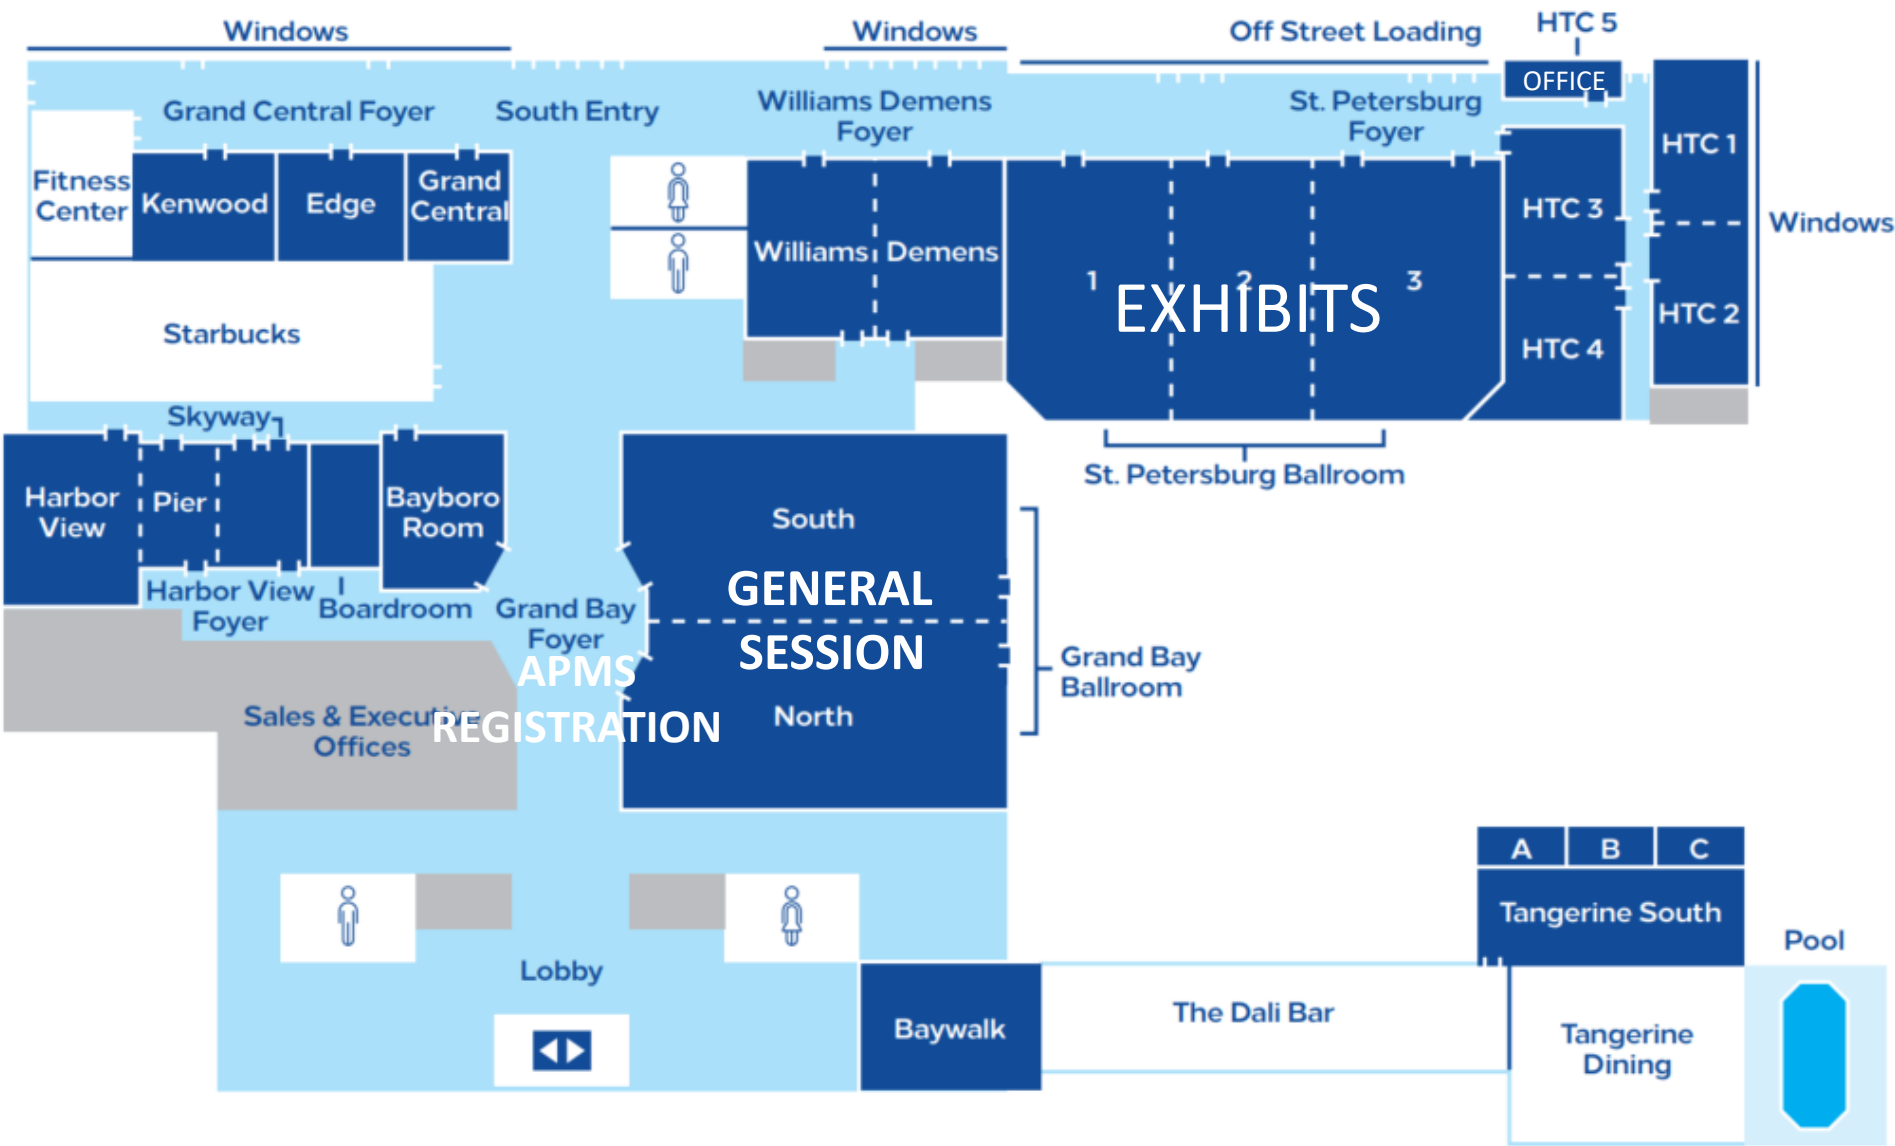 Windows
Windows
Off Street Loading
HTC 5
OFFICE
Grand Central Foyer
South Entry
Williams Demens
Foyer
St. Petersburg
Foyer
HTC 1
Fitness
Center
Kenwood
Edge
Grand
Central
Williams
Demens
1
2
3
EXHIBITS
HTC 3
HTC 4
HTC 2
Windows
Starbucks
Skyway
St. Petersburg Ballroom
Harbor
View
Pier
Bayboro
Room
South
GENERAL
SESSION
North
Harbor View
Foyer
Boardroom
Grand Bay
Foyer
APMS
REGISTRATION
Grand Bay
Ballroom
Sales & Executive
Offices
A
B
C
Tangerine South
Pool
Lobby
Baywalk
The Dali Bar
Tangerine
Dining